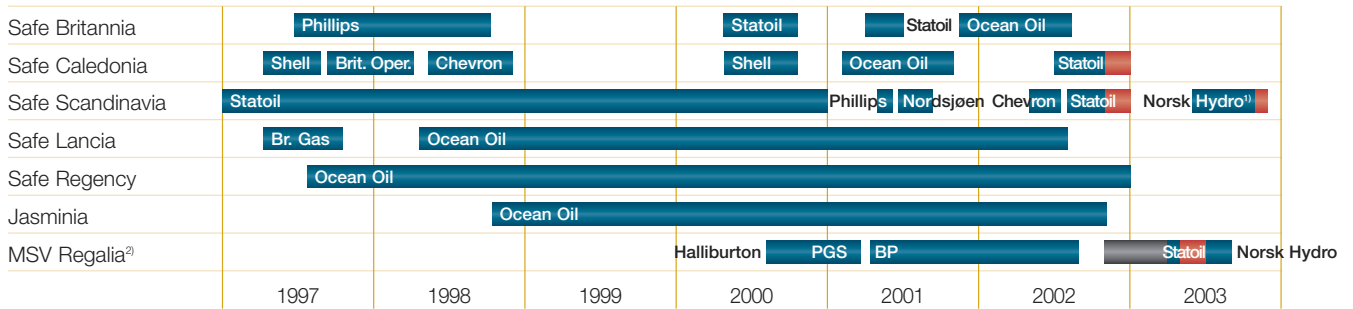 Safe Britannia Phillips Statoil Statoil Ocean Oil
Safe Caledonia Shell Brit. Oper. Chevron Shell Ocean Oil Statoil
Safe Scandinavia Statoil Phillips Nordsjøen Chevron Statoil Norsk Hydro¹⁾
Safe Lancia Br. Gas Ocean Oil
Safe Regency Ocean Oil
Jasminia Ocean Oil
MSV Regalia²⁾ Halliburton PGS BP Statoil Norsk Hydro
1997 1998 1999 2000 2001 2002 2003